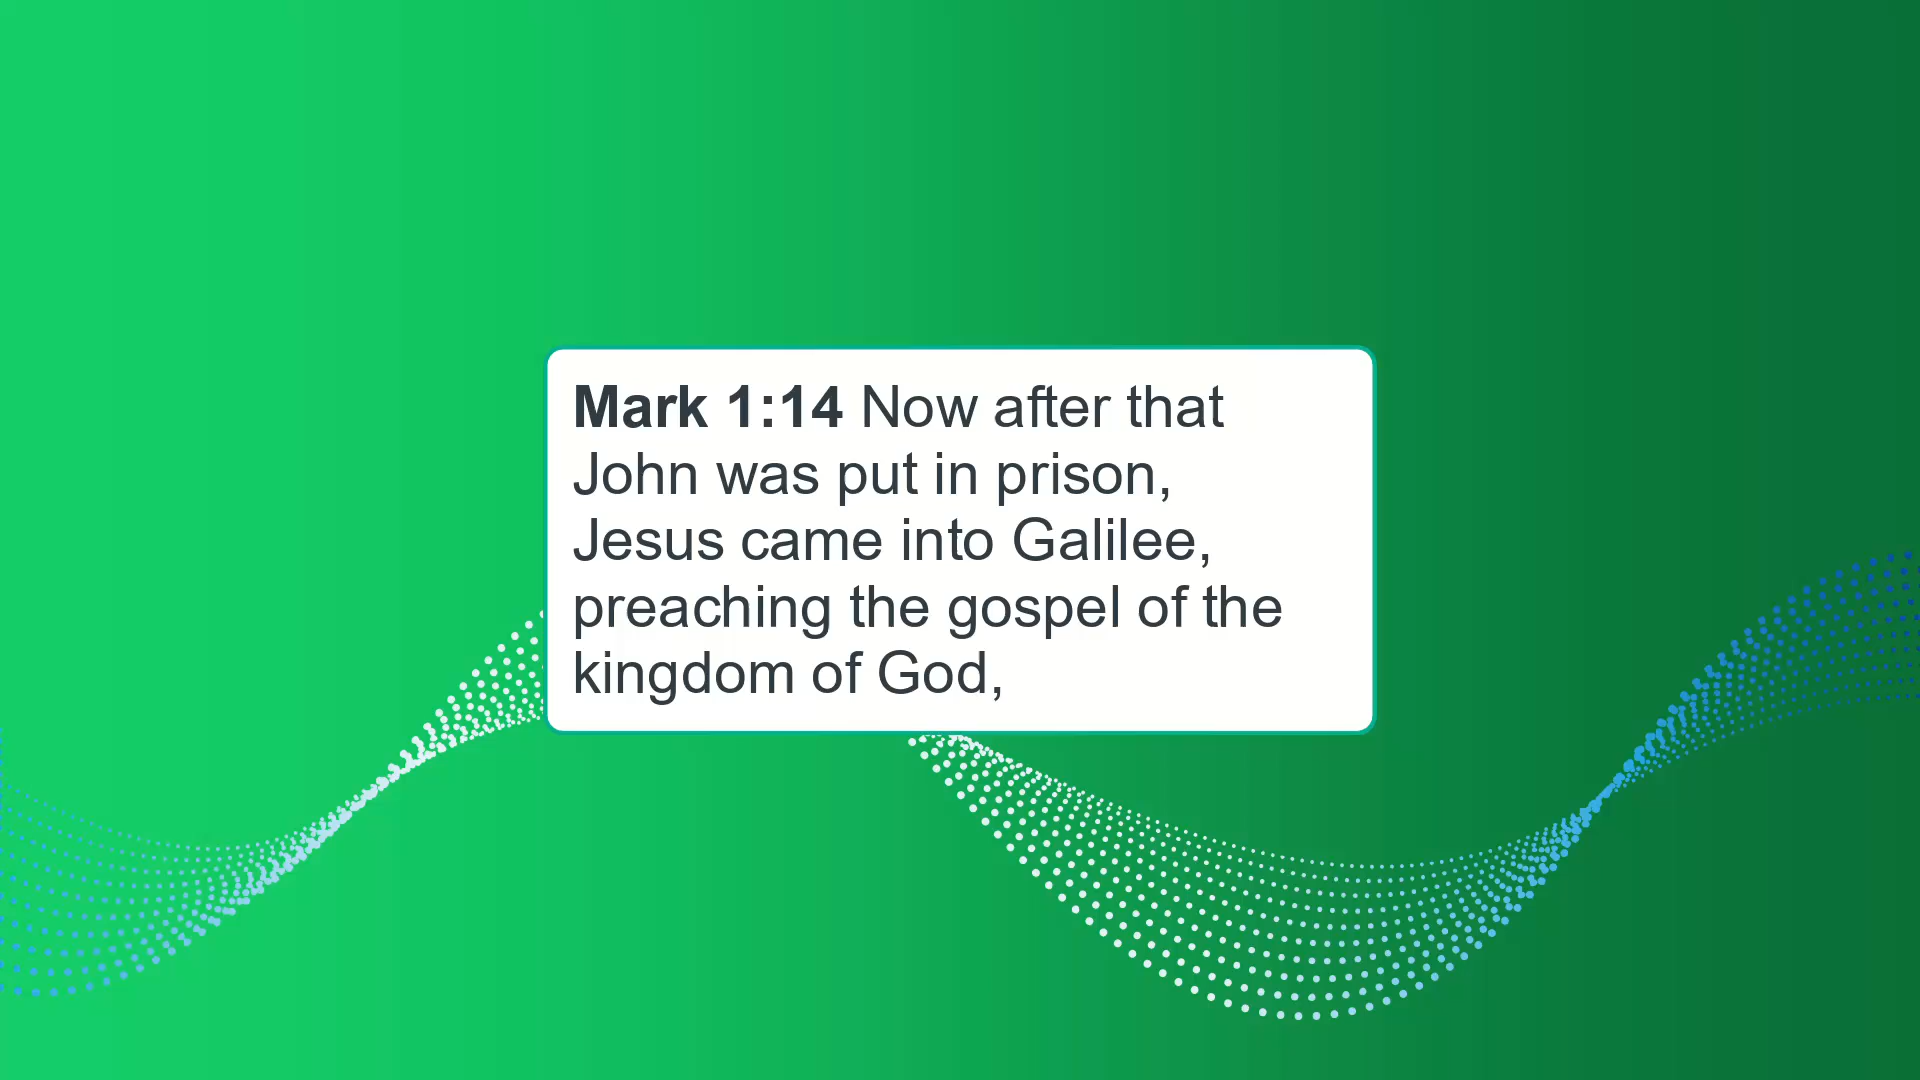 Mark 1:14 Now after that
John was put in prison,
Jesus came into Galilee,
preaching the gospel of the
kingdom of God,